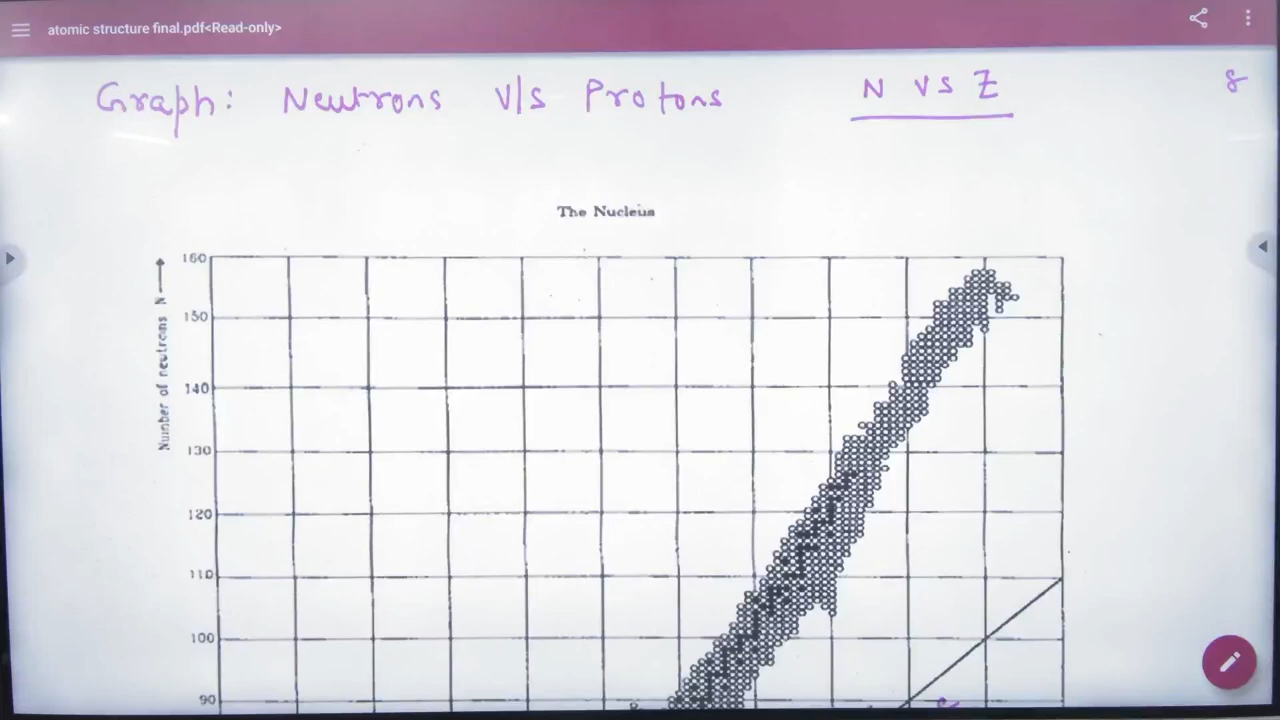 atomic structure final.pdf<Read-only>
Graph: Neutrons v/s Protons N vs Z 8
The Nucleus
Number of neutrons N
160
150
140
130
120
110
100
90